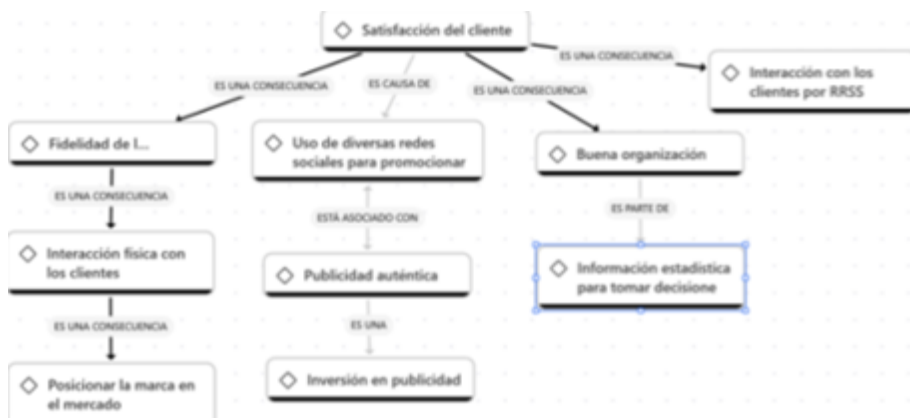 Satisfacción del cliente
ES UNA CONSECUENCIA
ES UNA CONSECUENCIA
ES CAUSA DE
ES UNA CONSECUENCIA
Interacción con los
clientes por RRSS
Fidelidad de l...
Uso de diversas redes
sociales para promocionar
Buena organización
ES UNA CONSECUENCIA
ESTÁ ASOCIADO CON
ES PARTE DE
Interacción física con
los clientes
Publicidad auténtica
Información estadística
para tomar decisione
ES UNA CONSECUENCIA
ES UNA
Posicionar la marca en
el mercado
Inversión en publicidad